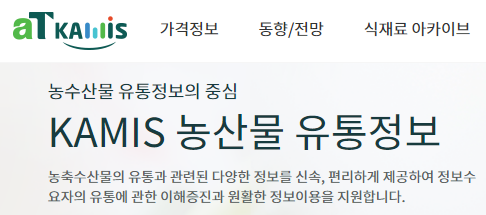 aT KAMIS 가격정보 동향/전망 식재료 아카이브
농수산물 유통정보의 중심
KAMIS 농산물 유통정보
농축수산물의 유통과 관련된 다양한 정보를 신속, 편리하게 제공하여 정보수
요자의 유통에 관한 이해증진과 원활한 정보이용을 지원합니다.